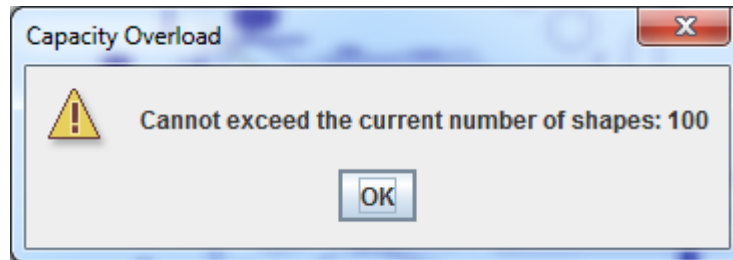 Capacity Overload
Cannot exceed the current number of shapes: 100
OK